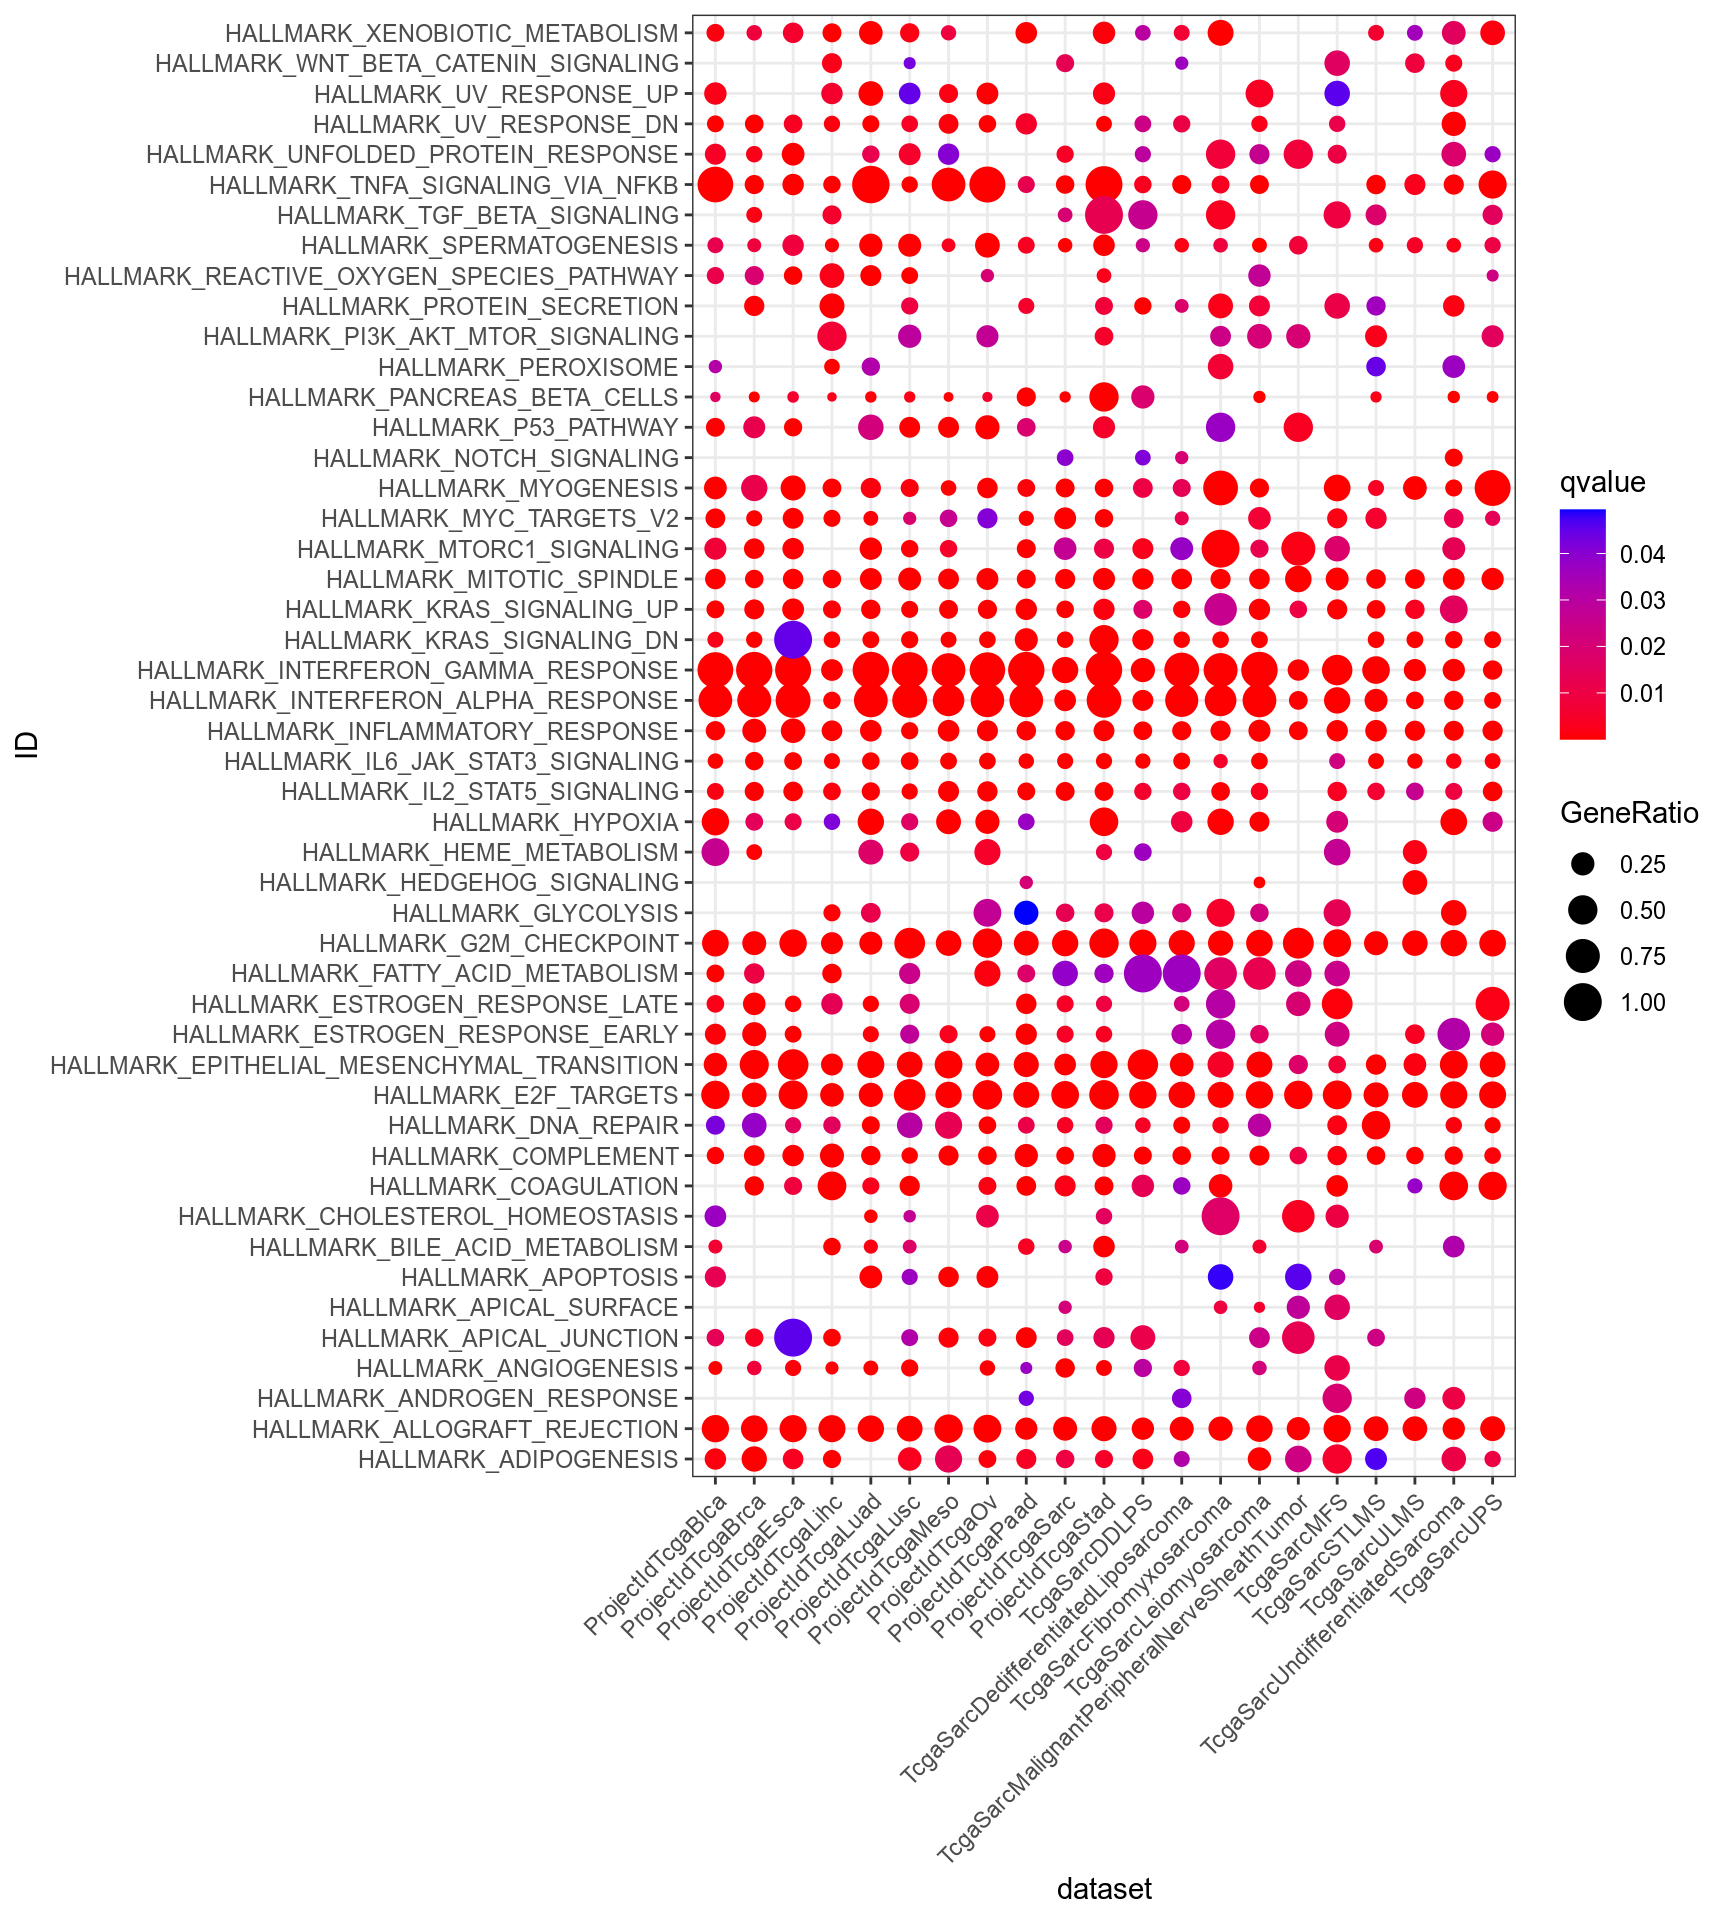 HALLMARK_XENOBIOTIC_METABOLISM
HALLMARK_WNT_BETA_CATENIN_SIGNALING
HALLMARK_UV_RESPONSE_UP
HALLMARK_UV_RESPONSE_DN
HALLMARK_UNFOLDED_PROTEIN_RESPONSE
HALLMARK_TNFA_SIGNALING_VIA_NFKB
HALLMARK_TGF_BETA_SIGNALING
HALLMARK_SPERMATOGENESIS
HALLMARK_REACTIVE_OXYGEN_SPECIES_PATHWAY
HALLMARK_PROTEIN_SECRETION
HALLMARK_PI3K_AKT_MTOR_SIGNALING
HALLMARK_PEROXISOME
HALLMARK_PANCREAS_BETA_CELLS
HALLMARK_P53_PATHWAY
HALLMARK_NOTCH_SIGNALING
HALLMARK_MYOGENESIS
HALLMARK_MYC_TARGETS_V2
HALLMARK_MTORC1_SIGNALING
HALLMARK_MITOTIC_SPINDLE
HALLMARK_KRAS_SIGNALING_UP
HALLMARK_KRAS_SIGNALING_DN
HALLMARK_INTERFERON_GAMMA_RESPONSE
HALLMARK_INTERFERON_ALPHA_RESPONSE
HALLMARK_INFLAMMATORY_RESPONSE
HALLMARK_IL6_JAK_STAT3_SIGNALING
HALLMARK_IL2_STAT5_SIGNALING
HALLMARK_HYPOXIA
HALLMARK_HEME_METABOLISM
HALLMARK_HEDGEHOG_SIGNALING
HALLMARK_GLYCOLYSIS
HALLMARK_G2M_CHECKPOINT
HALLMARK_FATTY_ACID_METABOLISM
HALLMARK_ESTROGEN_RESPONSE_LATE
HALLMARK_ESTROGEN_RESPONSE_EARLY
HALLMARK_EPITHELIAL_MESENCHYMAL_TRANSITION
HALLMARK_E2F_TARGETS
HALLMARK_DNA_REPAIR
HALLMARK_COMPLEMENT
HALLMARK_COAGULATION
HALLMARK_CHOLESTEROL_HOMEOSTASIS
HALLMARK_BILE_ACID_METABOLISM
HALLMARK_APOPTOSIS
HALLMARK_APICAL_SURFACE
HALLMARK_APICAL_JUNCTION
HALLMARK_ANGIOGENESIS
HALLMARK_ANDROGEN_RESPONSE
HALLMARK_ALLOGRAFT_REJECTION
HALLMARK_ADIPOGENESIS
ID
ProjectIdTcgaBlca
ProjectIdTcgaBrca
ProjectIdTcgaEsca
ProjectIdTcgaLihc
ProjectIdTcgaLuad
ProjectIdTcgaLusc
ProjectIdTcgaMeso
ProjectIdTcgaOv
ProjectIdTcgaPaad
ProjectIdTcgaSarc
ProjectIdTcgaStad
TcgaSarcDDLPS
TcgaSarcDedifferentiatedLiposarcoma
TcgaSarcFibromyxosarcoma
TcgaSarcLeiomyosarcoma
TcgaSarcMalignantPeripheralNerveSheathTumor
TcgaSarcMFS
TcgaSarcSTLMS
TcgaSarcULMS
TcgaSarcUndifferentiatedSarcoma
TcgaSarcUPS
dataset
qvalue
0.04
0.03
0.02
0.01
GeneRatio
0.25
0.50
0.75
1.00